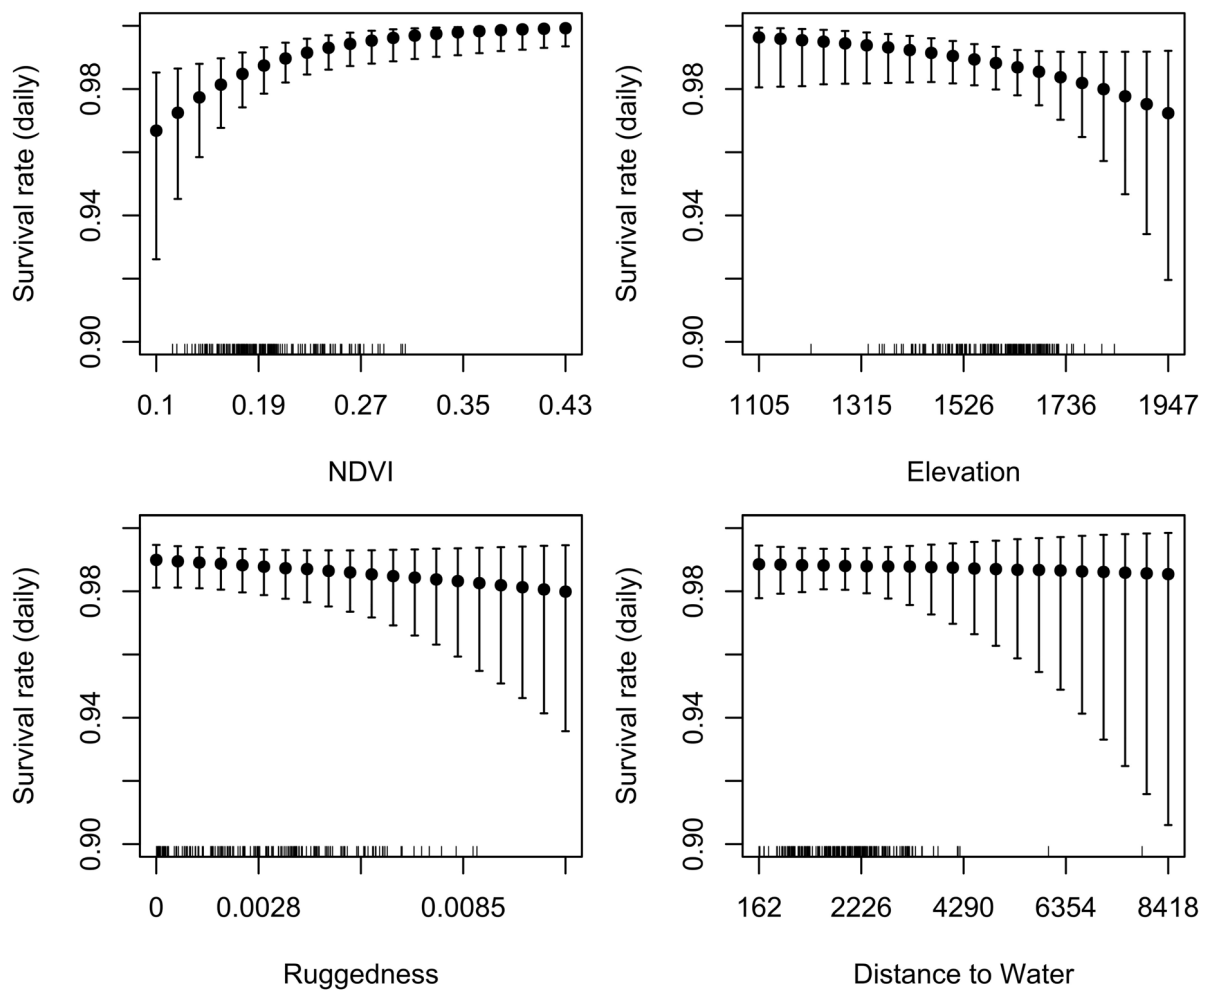 Survival rate (daily)
0.98
0.94
0.90
0.1 0.19 0.27 0.35 0.43
NDVI
Survival rate (daily)
0.98
0.94
0.90
1105 1315 1526 1736 1947
Elevation
Survival rate (daily)
0.98
0.94
0.90
0 0.0028 0.0085
Ruggedness
Survival rate (daily)
0.98
0.94
0.90
162 2226 4290 6354 8418
Distance to Water